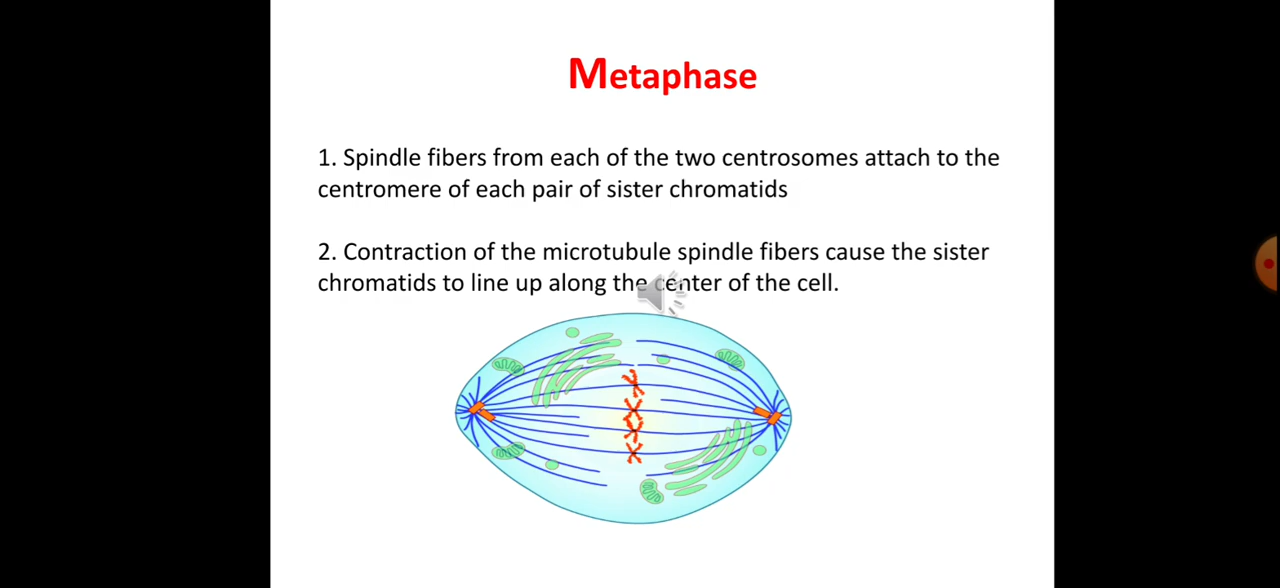 Metaphase
1. Spindle fibers from each of the two centrosomes attach to the
centromere of each pair of sister chromatids
2. Contraction of the microtubule spindle fibers cause the sister
chromatids to line up along the center of the cell.